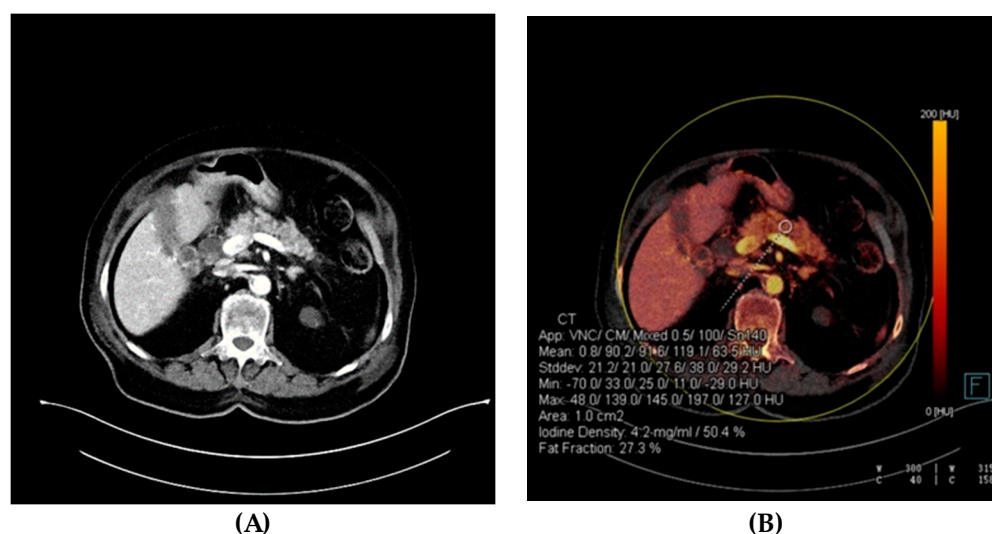 200 [HU]
CT
App: VNC/ CM/ Mixed 0.5/ 100/ Sn140
Mean: 0.8/ 90.2/ 91.6/ 119.1/ 63.5 HU
Stddev: 21.2/ 21.0/ 27.6/ 38.0/ 29.2 HU
Min: -70.0/ 33.0/ 25.0/ 11.0/ -29.0 HU
Max: 48.0/ 139.0/ 145.0/ 197.0/ 127.0 HU
Area: 1.0 cm2
Iodine Density: 4.2 mg/ml / 50.4 %
Fat Fraction: 27.3 %
F
0 [HU]
W 300 | W 315
C 40 | C 158
(A)
(B)